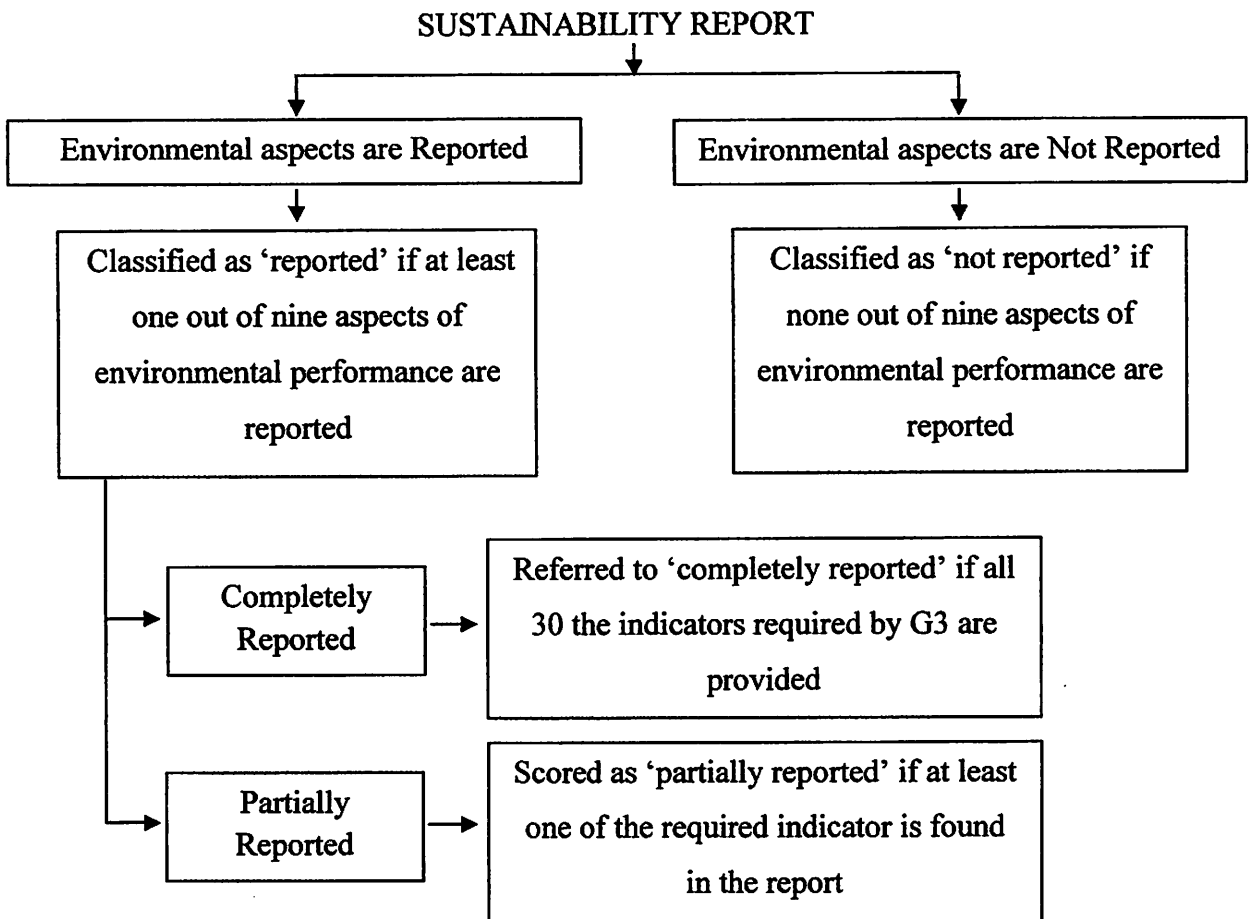 SUSTAINABILITY REPORT
Environmental aspects are Reported
Environmental aspects are Not Reported
Classified as ‘reported’ if at least
one out of nine aspects of
environmental performance are
reported
Classified as ‘not reported’ if
none out of nine aspects of
environmental performance are
reported
Completely
Reported
Referred to ‘completely reported’ if all
30 the indicators required by G3 are
provided
Partially
Reported
Scored as ‘partially reported’ if at least
one of the required indicator is found
in the report